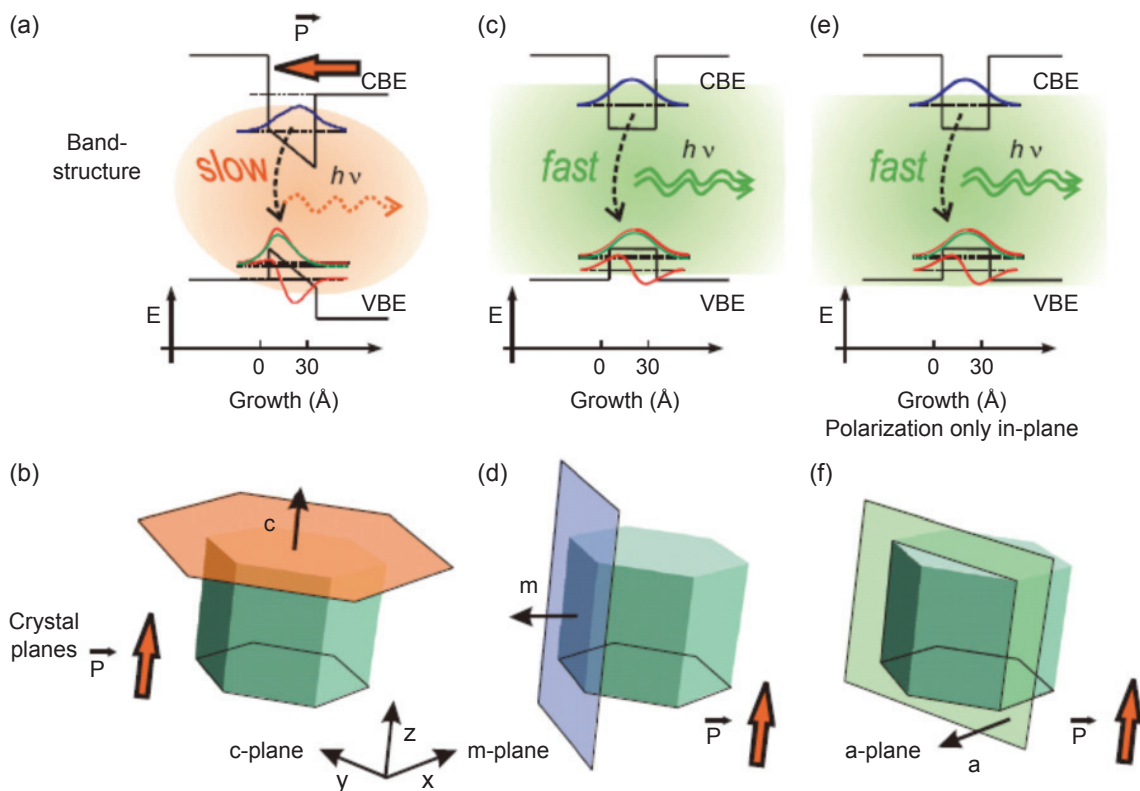 (a)
P
CBE
Band-
structure
slow
hν
VBE
E
0 30
Growth (Å)
(c)
CBE
fast
hν
VBE
E
0 30
Growth (Å)
(e)
CBE
fast
hν
VBE
E
0 30
Growth (Å)
Polarization only in-plane
(b)
c
Crystal
planes
P
c-plane
z
y
x
(d)
m
P
m-plane
(f)
a-plane
a
P